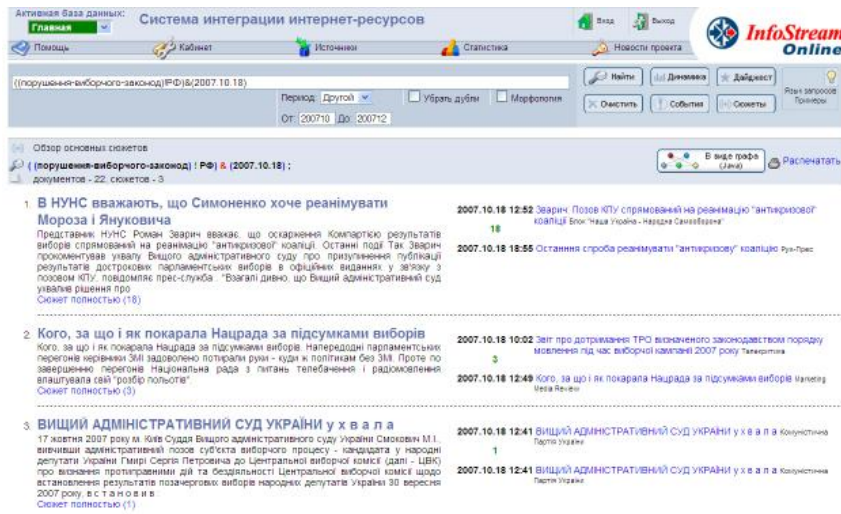 Активная база данных:
Главная
Система интеграции интернет-ресурсов
Вход
Выход
InfoStream
Online
Помощь
Кабинет
Источники
Статистика
Новости проекта
((порушення-виборчого-законод)!РФ)&(2007.10.18)
Период: Другой
Убрать дубли
Морфология
От: 200710 До: 200712
Найти
Динамика
Дайджест
Очистить
События
Сюжеты
Язык запросов
Примеры
Обзор основных сюжетов
( (порушення-виборчого-законод) ! РФ) & (2007.10.18) ;
документов - 22, сюжетов - 3
В виде графа
(Java)
Распечатать
1. В НУНС вважають, що Симоненко хоче реанімувати
Мороза і Януковича
Представник НУНС Роман Зварич вважає, що оскарження Компартією результатів
виборів спрямований на реанімацію "антикризової" коаліції. Останні події Так Зварич
прокоментував ухвалу Вищого адміністративного суду про призупинення публікації
результатів дострокових парламентських виборів в офіційних виданнях у зв'язку з
позовом КПУ, повідомляє прес-служба . "Взагалі дивно, що Вищий адміністративний суд
ухвалив рішення про
Сюжет полностью (18)
2007.10.18 12:52 Зварич: Позов КПУ спрямований на реанімацію "антикризової"
коаліції Блок "Наша Україна - Народна Самооборона"
18
2007.10.18 18:55 Останння спроба реанімувати "антикризову" коаліцію Рух-Прес
2. Кого, за що і як покарала Нацрада за підсумками виборів
Кого, за що і як покарала Нацрада за підсумками виборів. Напередодні парламентських
перегонів керівники ЗМІ задоволено потирали руки - куди ж політикам без ЗМІ. Проте по
завершенню перегонів Національна рада з питань телебачення і радіомовлення
влаштувала свій "розбір польотів".
Сюжет полностью (3)
2007.10.18 10:02 Звіт про дотримання ТРО визначеного законодавством порядку
мовлення під час виборчої кампанії 2007 року Телекритика
3
2007.10.18 12:49 Кого, за що і як покарала Нацрада за підсумками виборів Marketing
Media Review
3. ВИЩИЙ АДМІНІСТРАТИВНИЙ СУД УКРАЇНИ у х в а л а
17 жовтня 2007 року м. Київ Суддя Вищого адміністративного суду України Смокович М.І.,
вивчивши адміністративний позов суб'єкта виборчого процесу - кандидата у народні
депутати України Гмирі Сергія Петровича до Центральної виборчої комісії (далі - ЦВК)
про визнання протиправними дій та бездіяльності Центральної виборчої комісії щодо
встановлення результатів позачергових виборів народних депутатів України 30 вересня
2007 року, в с т а н о в и в
Сюжет полностью (1)
2007.10.18 12:41 ВИЩИЙ АДМІНІСТРАТИВНИЙ СУД УКРАЇНИ у х в а л а Комуністична
Партія України
1
2007.10.18 12:41 ВИЩИЙ АДМІНІСТРАТИВНИЙ СУД УКРАЇНИ у х в а л а Комуністична
Партія України